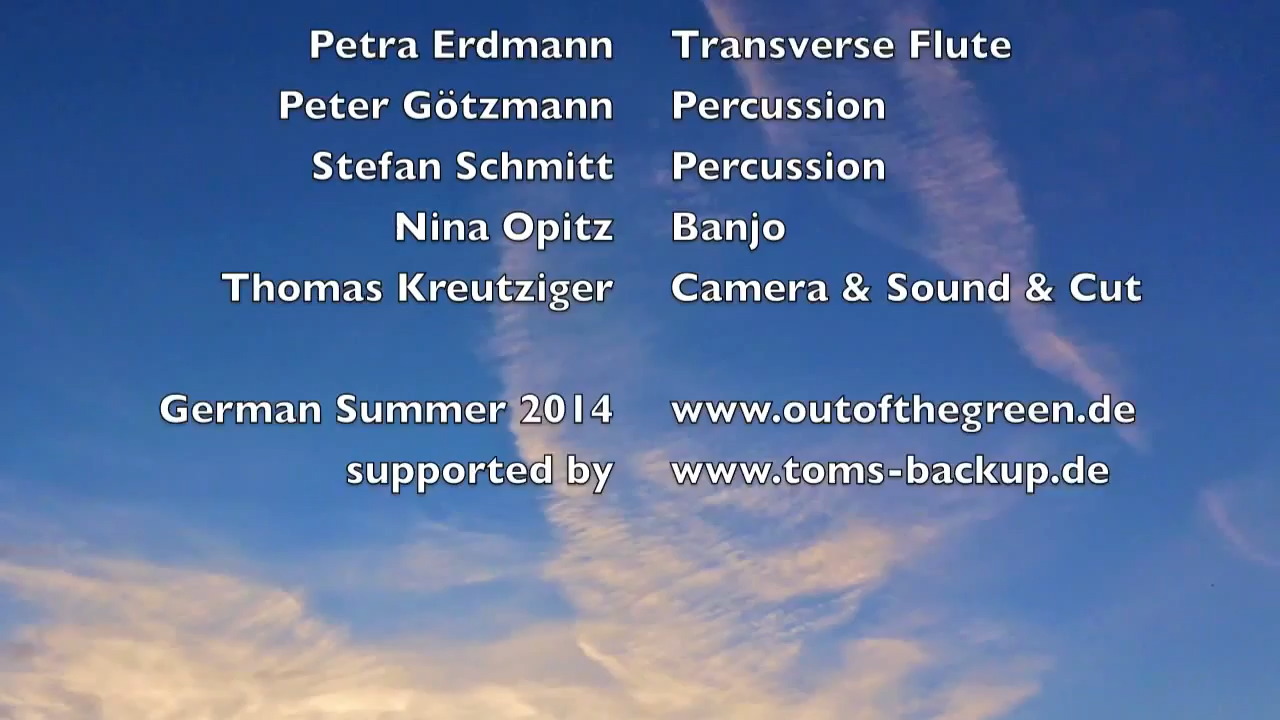 Petra Erdmann Transverse Flute
Peter Götzmann Percussion
Stefan Schmitt Percussion
Nina Opitz Banjo
Thomas Kreutziger Camera & Sound & Cut
German Summer 2014 www.outofthegreen.de
supported by www.toms-backup.de